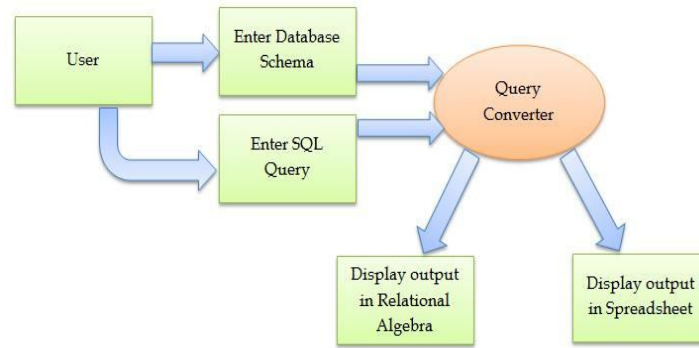 User
Enter Database
Schema
Query
Converter
Enter SQL
Query
Display output
in Relational
Algebra
Display output
in Spreadsheet